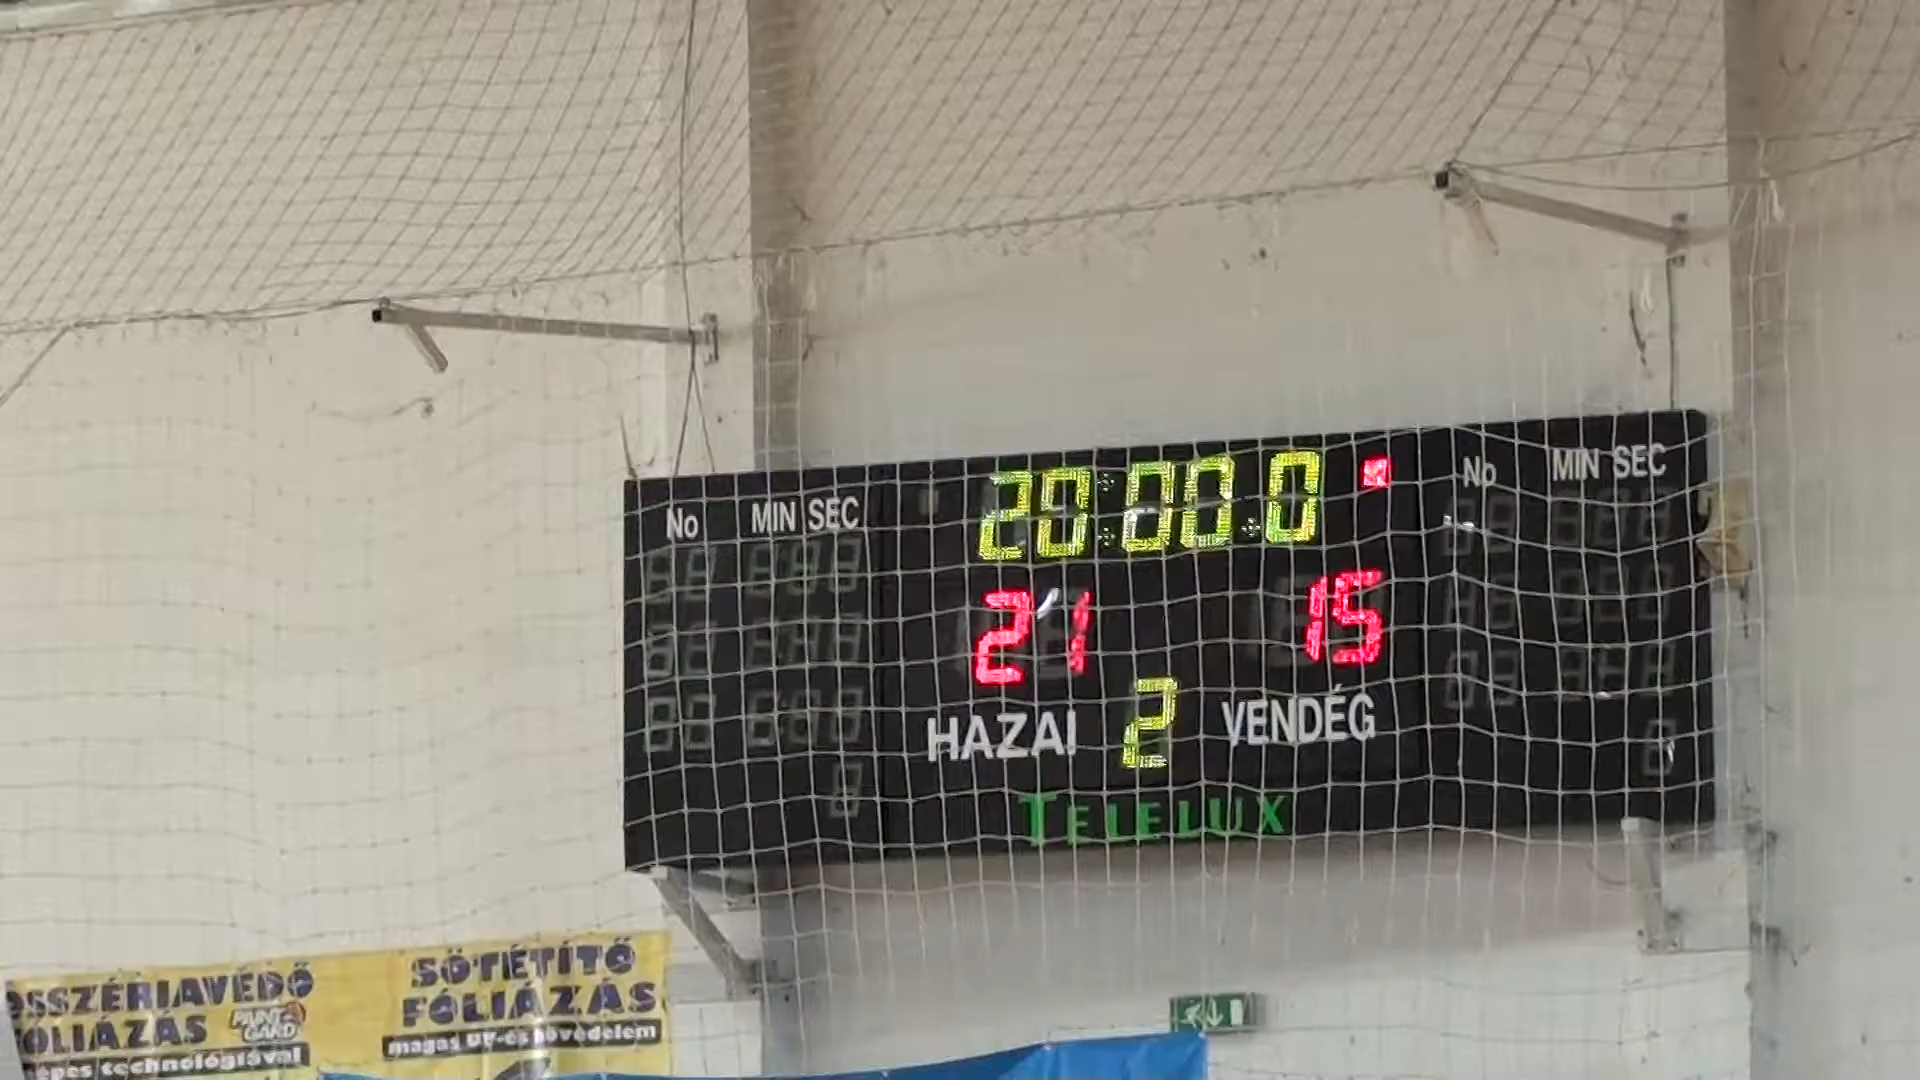 No MIN SEC
20:00.0
No MIN SEC
21 15
HAZAI 2 VENDÉG
TELELUX
SÖTÉTÍTŐ
FÓLIÁZÁS
magas UV-és hővédelem
FÓLIÁZÁS
PAINT GARD
technológiával